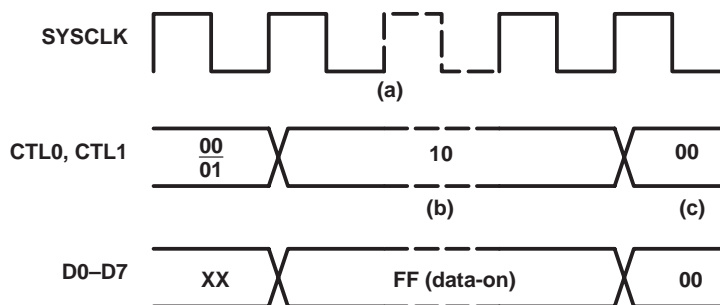 SYSCLK
(a)
CTL0, CTL1
00
01
10
00
(b)
(c)
D0–D7
XX
FF (data-on)
00